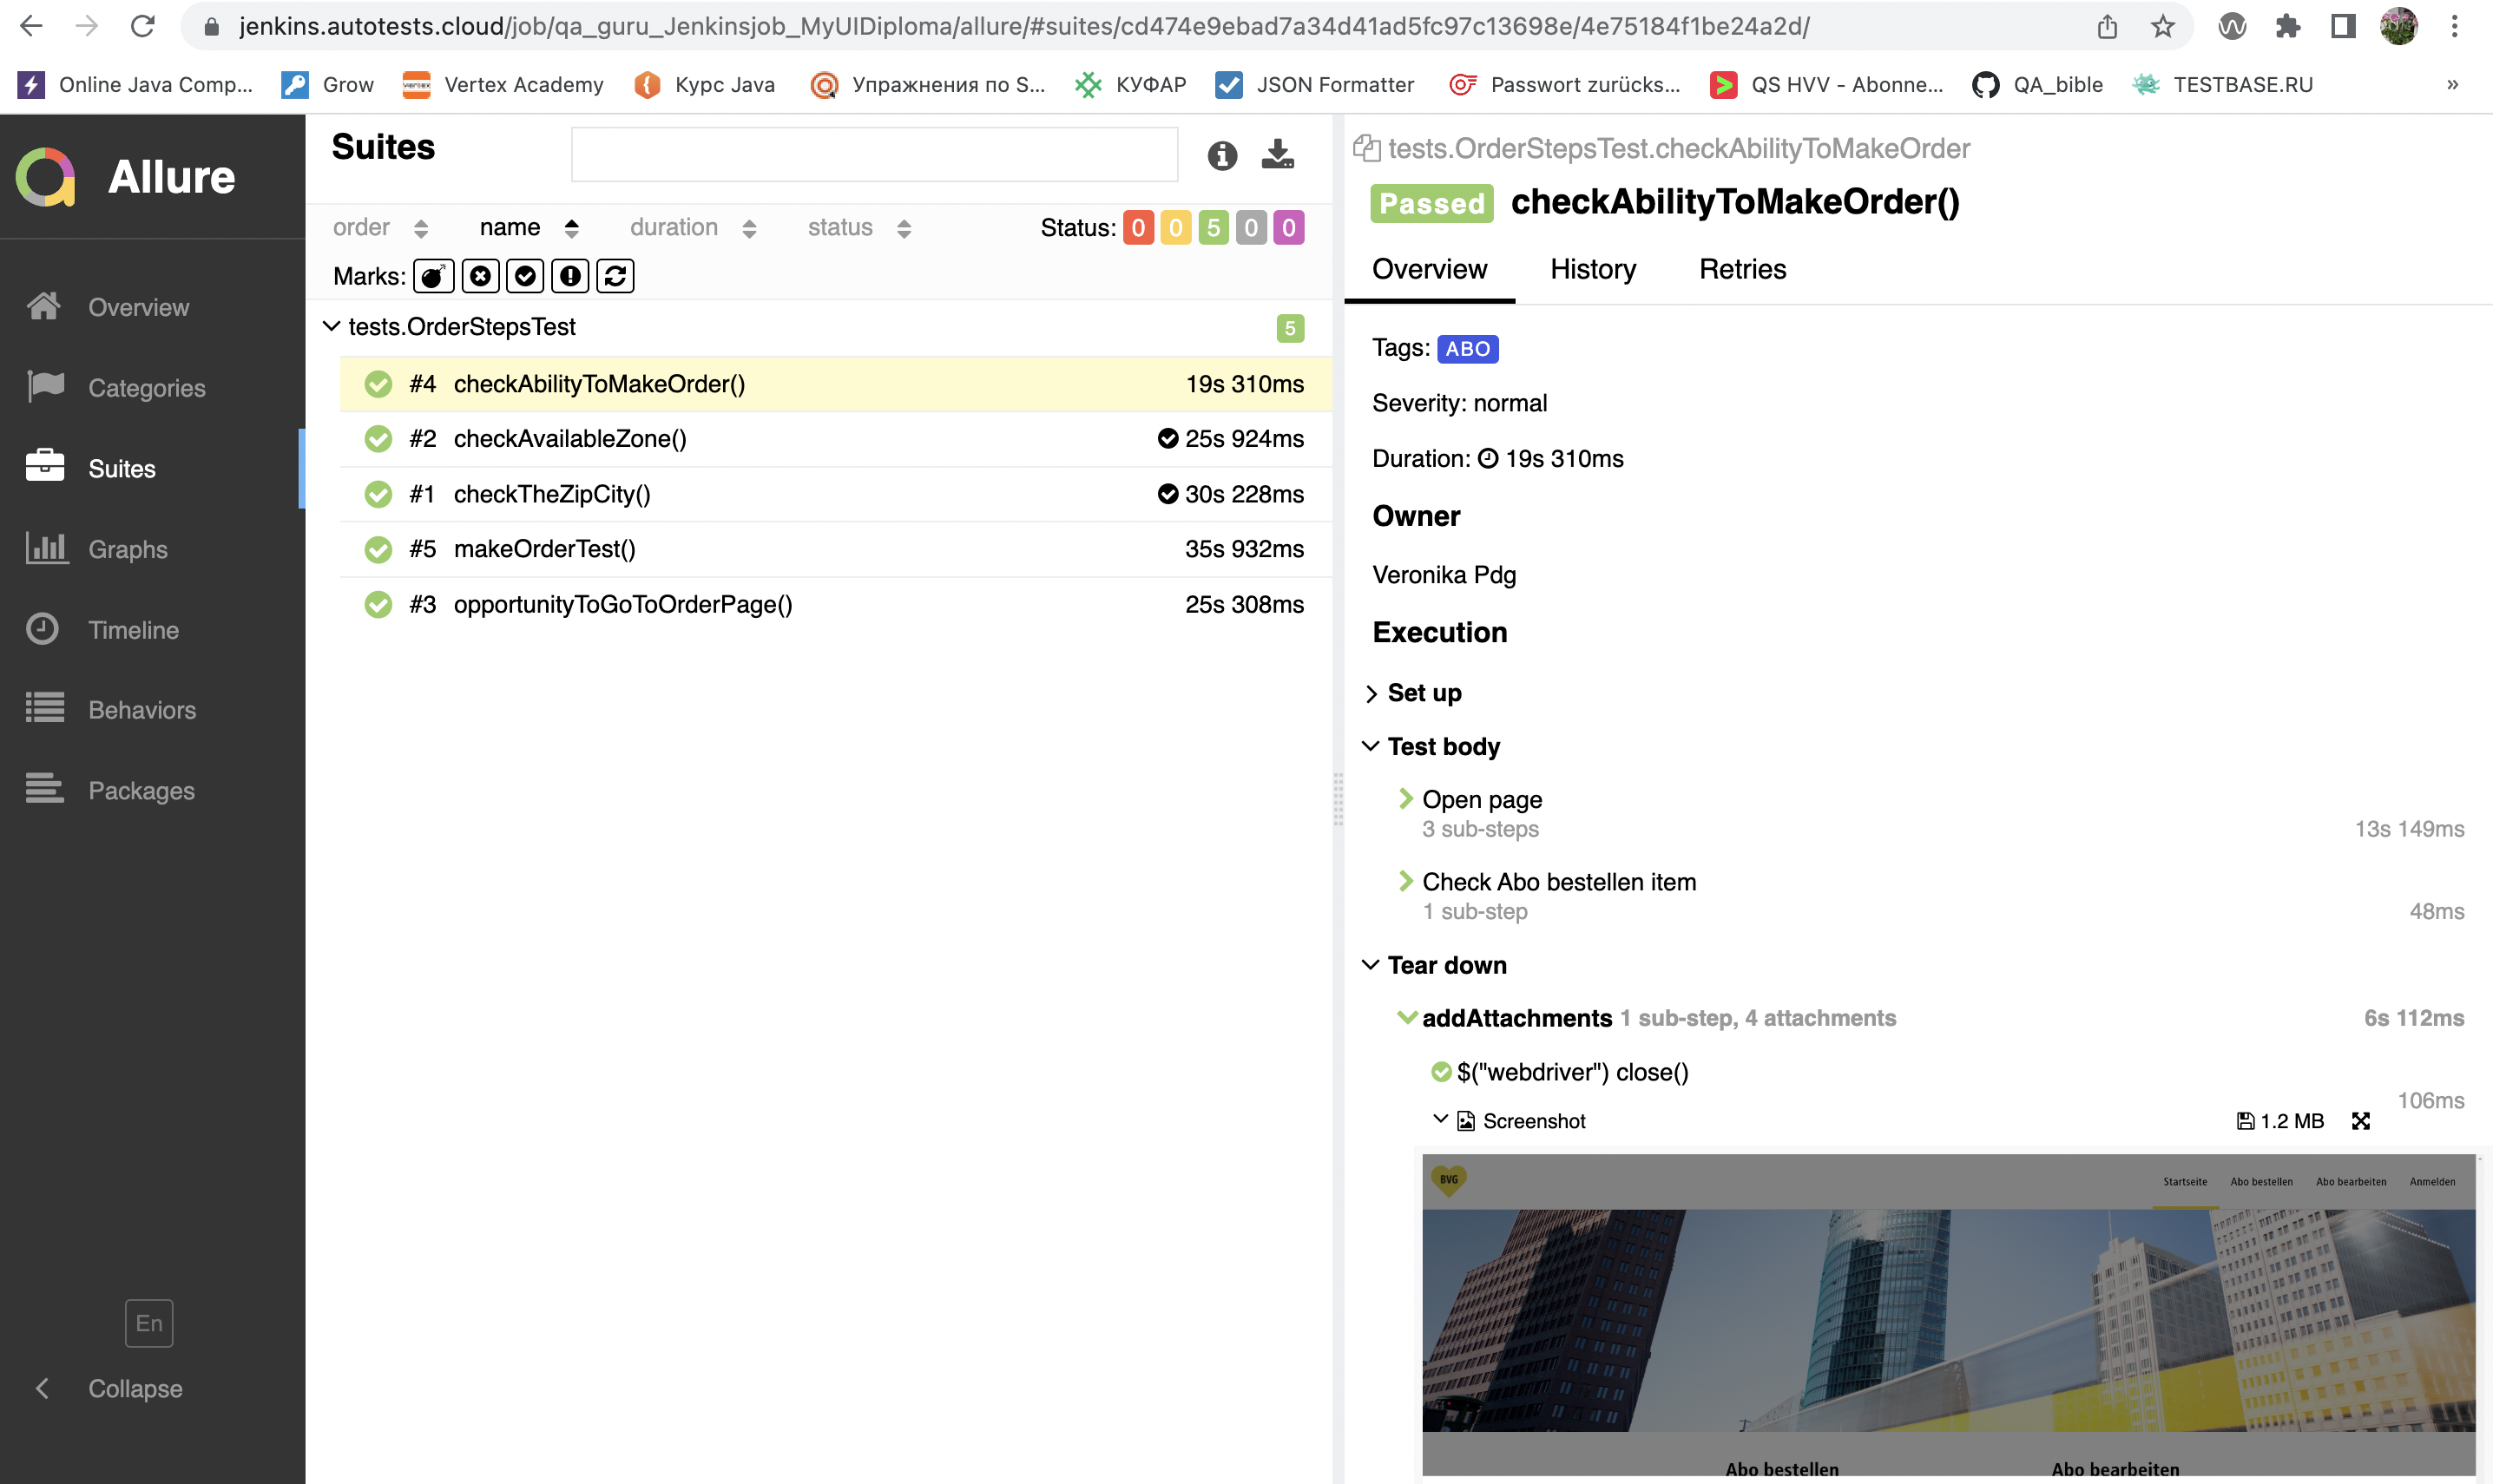 jenkins.autotests.cloud/job/qa_guru_Jenkinsjob_MyUIDiploma/allure/#suites/cd474e9ebad7a34d41ad5fc97c13698e/4e75184f1be24a2d/
Online Java Comp... Grow Vertex Academy Курс Java Упражнения по S... КУФАР JSON Formatter Passwort zurücks... QS HVV - Abonne... QA_bible TESTBASE.RU »
Allure
Overview
Categories
Suites
Graphs
Timeline
Behaviors
Packages
En
Collapse
Suites
order name duration status Status: 0 0 5 0 0
Marks:
tests.OrderStepsTest 5
#4 checkAbilityToMakeOrder() 19s 310ms
#2 checkAvailableZone() 25s 924ms
#1 checkTheZipCity() 30s 228ms
#5 makeOrderTest() 35s 932ms
#3 opportunityToGoToOrderPage() 25s 308ms
tests.OrderStepsTest.checkAbilityToMakeOrder
Passed checkAbilityToMakeOrder()
Overview History Retries
Tags: ABO
Severity: normal
Duration: 19s 310ms
Owner
Veronika Pdg
Execution
Set up
Test body
Open page
3 sub-steps 13s 149ms
Check Abo bestellen item
1 sub-step 48ms
Tear down
addAttachments 1 sub-step, 4 attachments 6s 112ms
$("webdriver") close()
106ms
Screenshot 1.2 MB
BVG Startseite Abo bestellen Abo bearbeiten Anmelden
Abo bestellen Abo bearbeiten